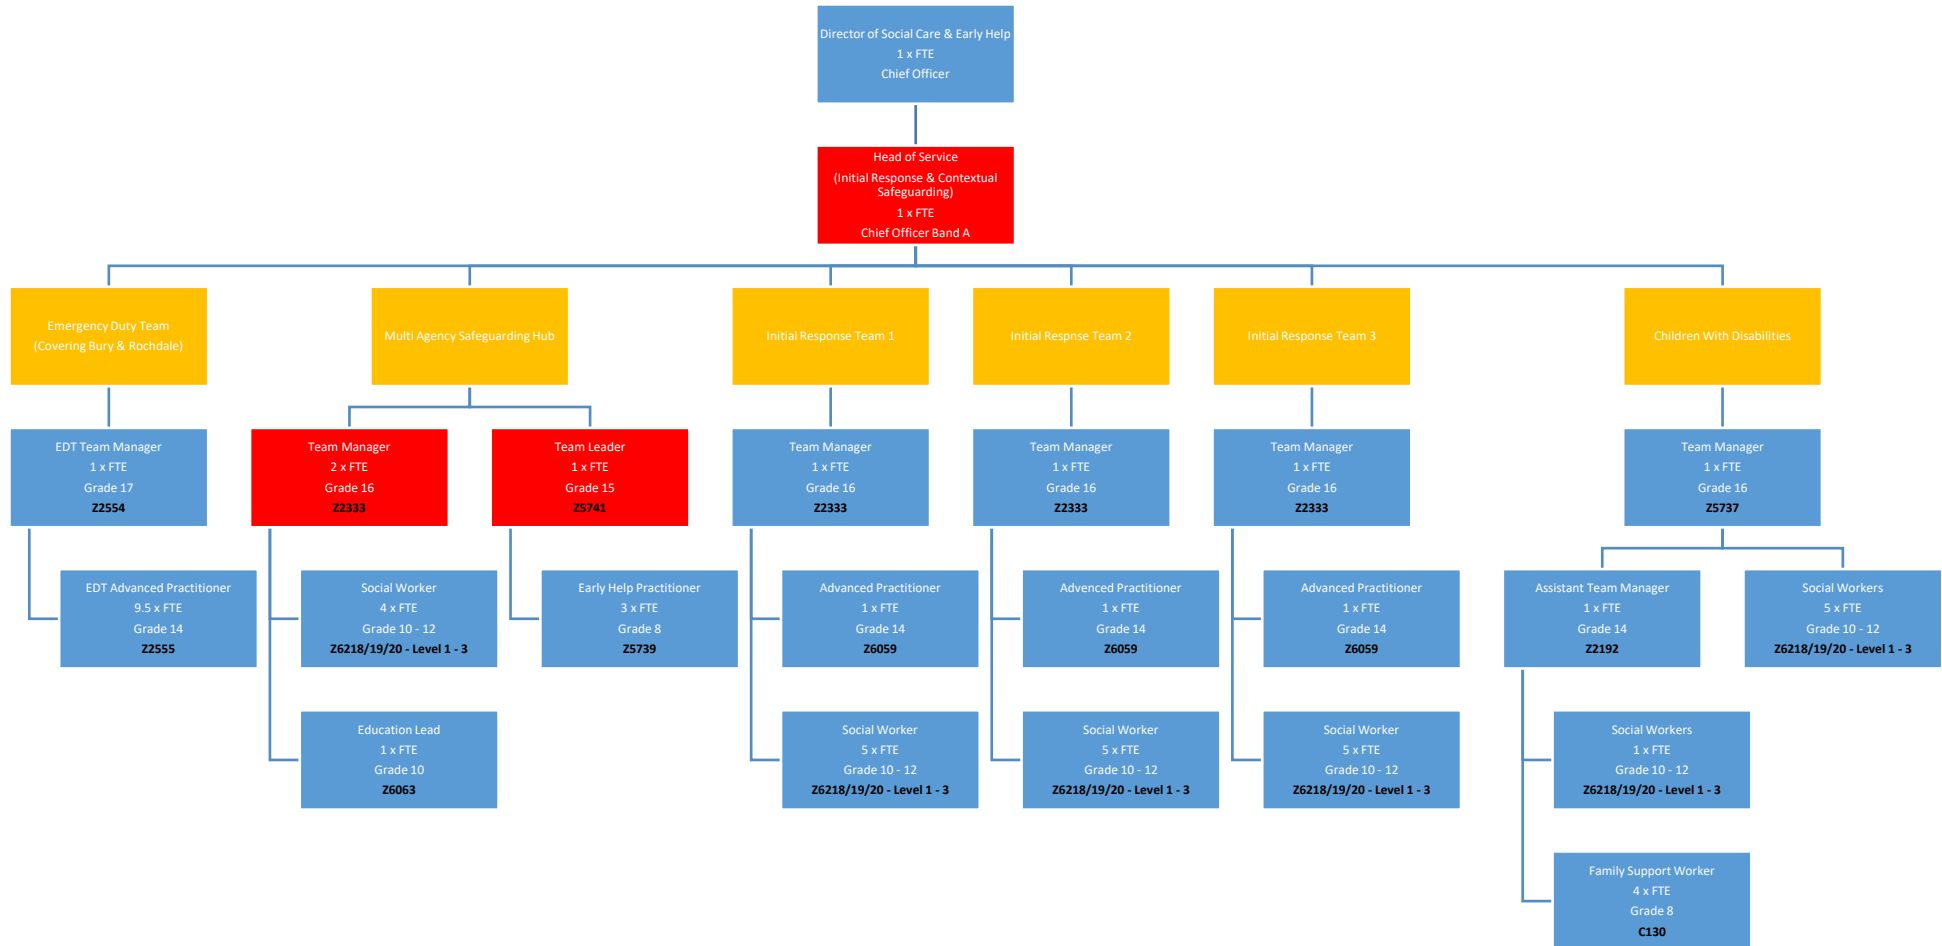 Director of Social Care & Early Help
1 x FTE
Chief Officer
Head of Service
(Initial Response & Contextual
Safeguarding)
1 x FTE
Chief Officer Band A
Emergency Duty Team
(Covering Bury & Rochdale)
Multi Agency Safeguarding Hub
Initial Response Team 1
Initial Respnse Team 2
Initial Response Team 3
Children With Disabilities
EDT Team Manager
1 x FTE
Grade 17
Z2554
Team Manager
2 x FTE
Grade 16
Z2333
Team Leader
1 x FTE
Grade 15
Z5741
Team Manager
1 x FTE
Grade 16
Z2333
Team Manager
1 x FTE
Grade 16
Z2333
Team Manager
1 x FTE
Grade 16
Z2333
Team Manager
1 x FTE
Grade 16
Z5737
EDT Advanced Practitioner
9.5 x FTE
Grade 14
Z2555
Social Worker
4 x FTE
Grade 10 - 12
Z6218/19/20 - Level 1 - 3
Early Help Practitioner
3 x FTE
Grade 8
Z5739
Advanced Practitioner
1 x FTE
Grade 14
Z6059
Advenced Practitioner
1 x FTE
Grade 14
Z6059
Advanced Practitioner
1 x FTE
Grade 14
Z6059
Assistant Team Manager
1 x FTE
Grade 14
Z2192
Social Workers
5 x FTE
Grade 10 - 12
Z6218/19/20 - Level 1 - 3
Education Lead
1 x FTE
Grade 10
Z6063
Social Worker
5 x FTE
Grade 10 - 12
Z6218/19/20 - Level 1 - 3
Social Worker
5 x FTE
Grade 10 - 12
Z6218/19/20 - Level 1 - 3
Social Worker
5 x FTE
Grade 10 - 12
Z6218/19/20 - Level 1 - 3
Social Workers
1 x FTE
Grade 10 - 12
Z6218/19/20 - Level 1 - 3
Family Support Worker
4 x FTE
Grade 8
C130